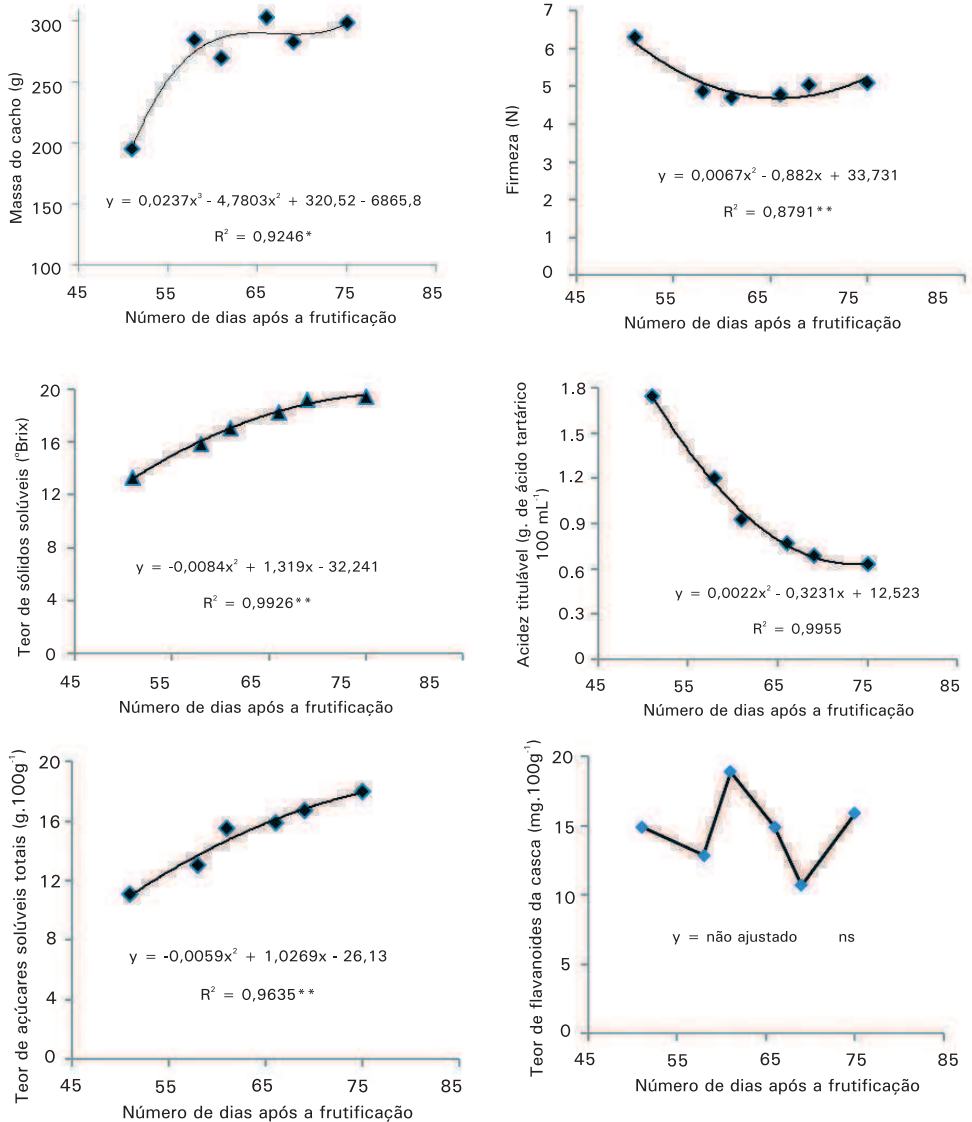 Massa do cacho (g)
300
250
200
150
100
y = 0,0237x³ - 4,7803x² + 320,52 - 6865,8
R² = 0,9246*
45 55 65 75 85
Número de dias após a frutificação
Firmeza (N)
7
6
5
4
3
2
1
0
y = 0,0067x² - 0,882x + 33,731
R² = 0,8791**
45 55 65 75 85
Número de dias após a frutificação
Teor de sólidos solúveis (°Brix)
20
16
12
8
4
0
y = -0,0084x² + 1,319x - 32,241
R² = 0,9926**
45 55 65 75 85
Número de dias após a frutificação
Acidez titulável (g. de ácido tartárico
100 mL⁻¹)
1.8
1.5
1.2
0.9
0.6
0.3
0
y = 0,0022x² - 0,3231x + 12,523
R² = 0,9955
45 55 65 75 85
Número de dias após a frutificação
Teor de açúcares solúveis totais (g.100g⁻¹)
20
16
12
8
4
0
y = -0,0059x² + 1,0269x - 26,13
R² = 0,9635**
45 55 65 75 85
Número de dias após a frutificação
Teor de flavanoides da casca (mg.100g⁻¹)
20
15
10
5
0
y = não ajustado ns
45 55 65 75 85
Número de dias após a frutificação